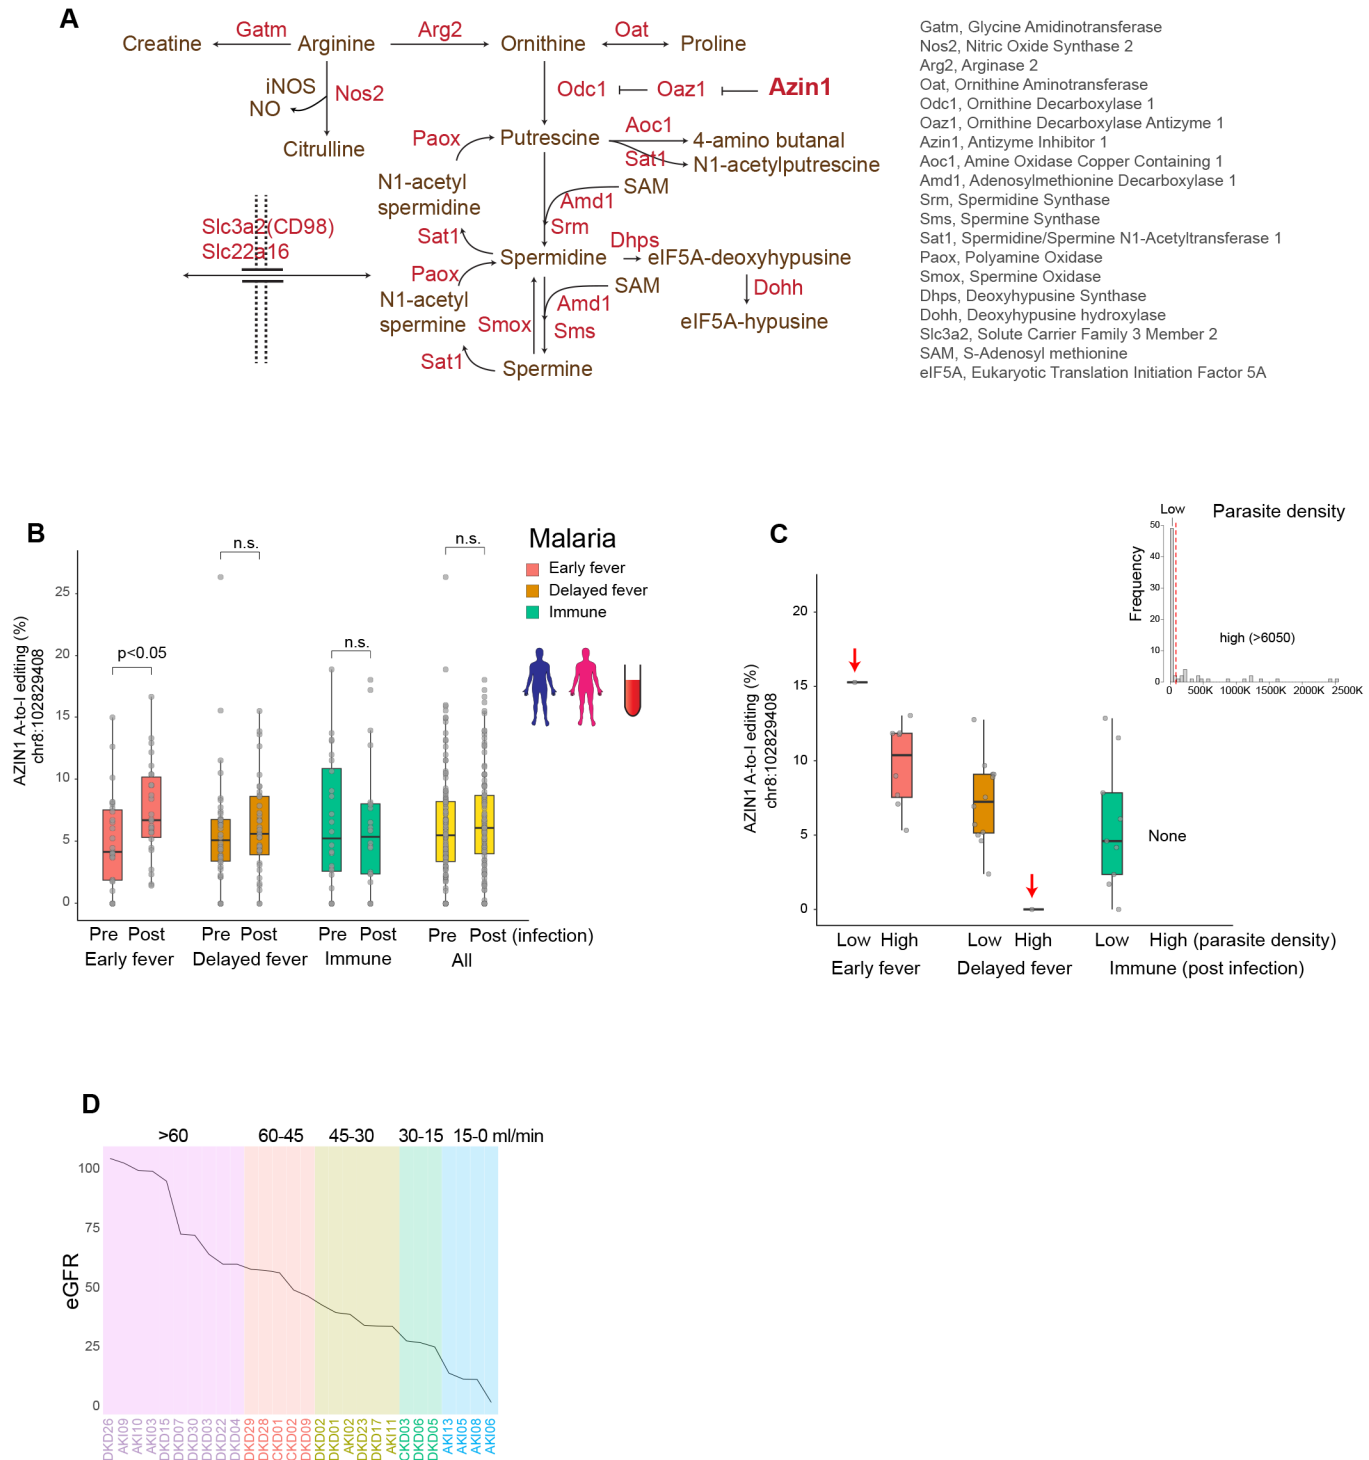 A
Creatine
Gatm
Arginine
Arg2
Ornithine
Oat
Proline
iNOS
NO
Nos2
Citrulline
Odc1
Oaz1
Azin1
Paox
Putrescine
Aoc1
4-amino butanal
Sat1
N1-acetylputrescine
N1-acetyl
spermidine
SAM
Amd1
Srm
Slc3a2(CD98)
Slc22a16
Sat1
Spermidine
Dhps
eIF5A-deoxyhypusine
Paox
SAM
Dohh
N1-acetyl
spermine
Amd1
Smox
Sms
eIF5A-hypusine
Sat1
Spermine
Gatm, Glycine Amidinotransferase
Nos2, Nitric Oxide Synthase 2
Arg2, Arginase 2
Oat, Ornithine Aminotransferase
Odc1, Ornithine Decarboxylase 1
Oaz1, Ornithine Decarboxylase Antizyme 1
Azin1, Antizyme Inhibitor 1
Aoc1, Amine Oxidase Copper Containing 1
Amd1, Adenosylmethionine Decarboxylase 1
Srm, Spermidine Synthase
Sms, Spermine Synthase
Sat1, Spermidine/Spermine N1-Acetyltransferase 1
Paox, Polyamine Oxidase
Smox, Spermine Oxidase
Dhps, Deoxyhypusine Synthase
Dohh, Deoxyhypusine hydroxylase
Slc3a2, Solute Carrier Family 3 Member 2
SAM, S-Adenosyl methionine
eIF5A, Eukaryotic Translation Initiation Factor 5A
B
AZIN1 A-to-I editing (%)
chr8:102829408
25
20
15
10
5
0
p<0.05
n.s.
n.s.
n.s.
Pre Post Pre Post Pre Post Pre Post (infection)
Early fever Delayed fever Immune All
Malaria
Early fever
Delayed fever
Immune
C
AZIN1 A-to-I editing (%)
chr8:102829408
20
15
10
5
0
None
Low High Low High Low High (parasite density)
Early fever Delayed fever Immune (post infection)
Low
Parasite density
Frequency
50
40
30
20
10
0
high (>6050)
0 500K 1000K 1500K 2000K 2500K
D
>60 60-45 45-30 30-15 15-0 ml/min
eGFR
100
75
50
25
0
DKD26
AKI09
AKI10
AKI03
DKD15
DKD07
DKD30
DKD03
DKD22
DKD04
DKD29
DKD28
CKD01
CKD02
DKD09
DKD02
DKD01
AKI02
DKD23
DKD17
AKI11
CKD03
DKD06
DKD05
AKI13
AKI05
AKI08
AKI06